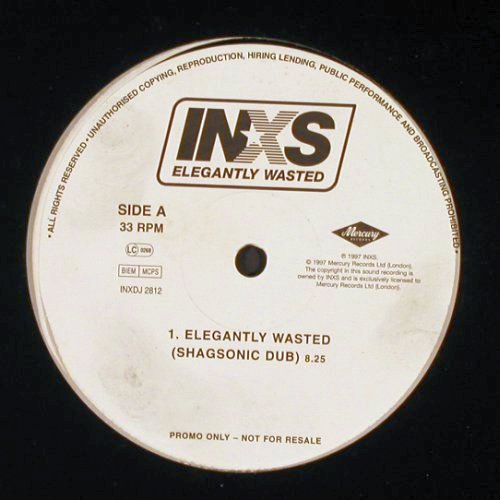 • ALL RIGHTS RESERVED • UNAUTHORISED COPYING, REPRODUCTION, HIRING LENDING, PUBLIC PERFORMANCE AND BROADCASTING PROHIBITED •
INXS
ELEGANTLY WASTED
SIDE A
33 RPM
LC 0268
BIEM MCPS
INXDJ 2812
Mercury
RECORDS
℗ 1997 INXS.
© 1997 Mercury Records Ltd (London).
The copyright in this sound recording is
owned by INXS and is exclusively licensed to
Mercury Records Ltd (London).
1. ELEGANTLY WASTED
(SHAGSONIC DUB) 8.25
PROMO ONLY – NOT FOR RESALE